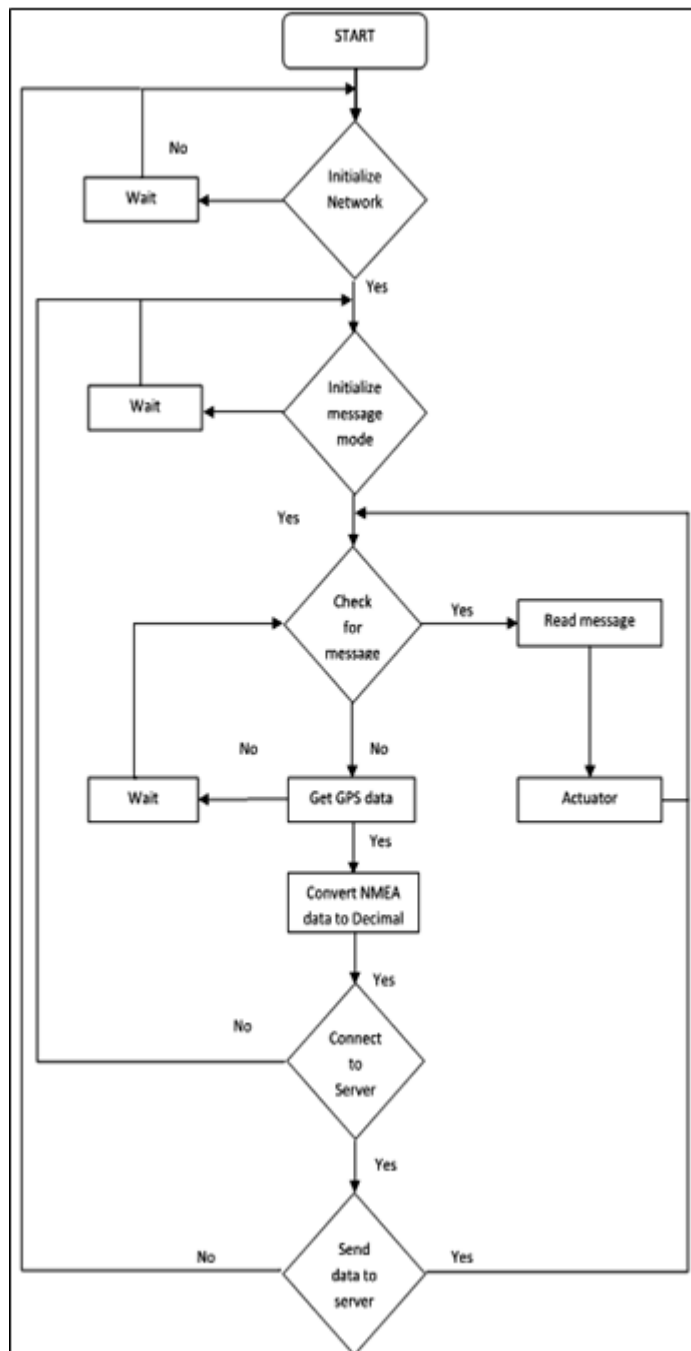 START
No
Initialize
Network
Wait
Yes
Initialize
message
mode
Wait
Yes
Check
for
message
Yes
Read message
No
No
Wait
Get GPS data
Actuator
Yes
Convert NMEA
data to Decimal
Yes
No
Connect
to
Server
Yes
No
Send
data to
server
Yes